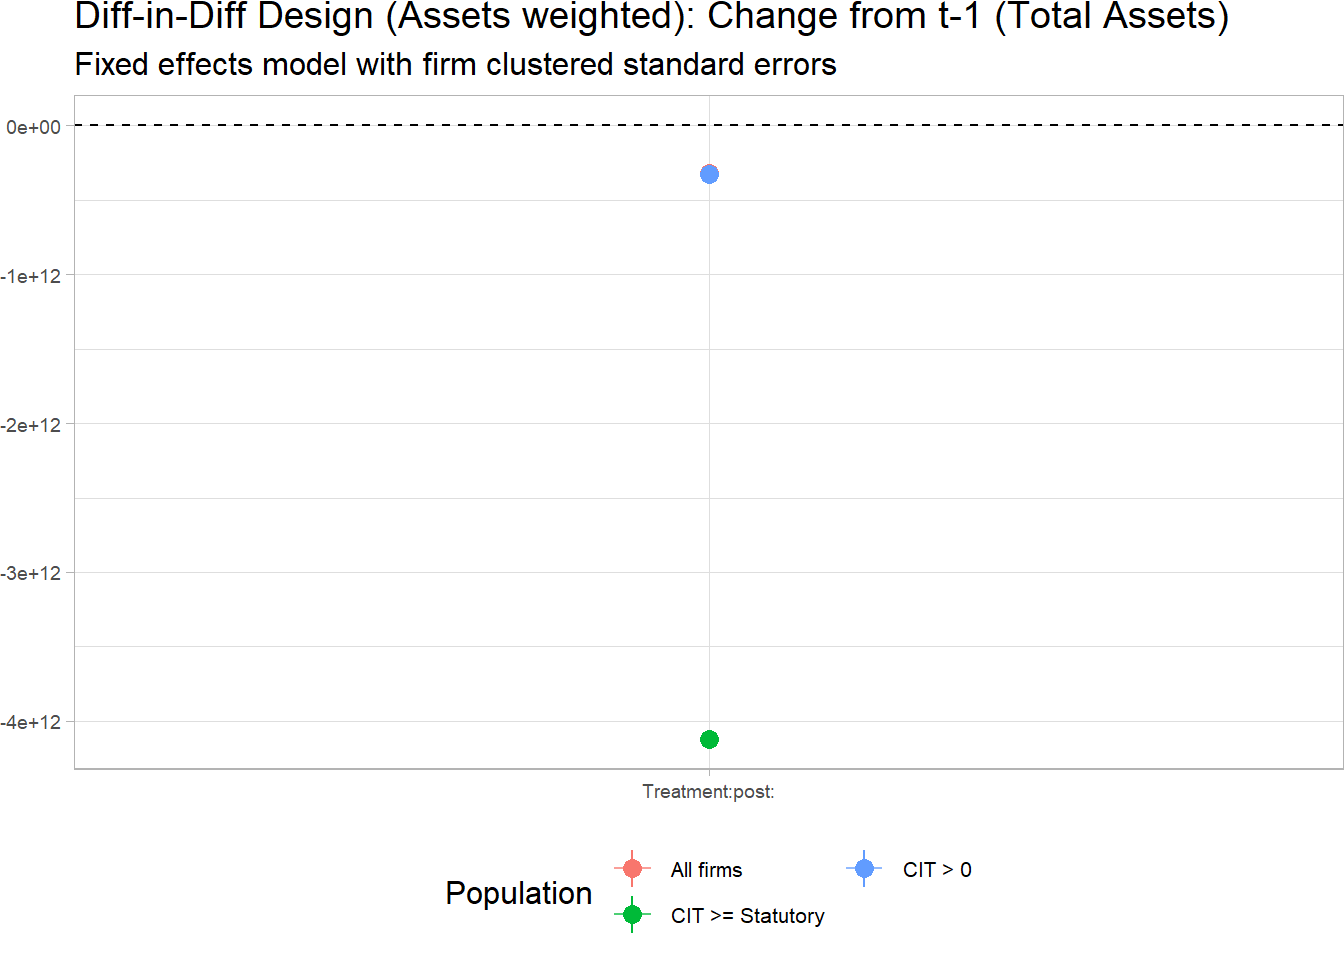 Diff-in-Diff Design (Assets weighted): Change from t-1 (Total Assets)
Fixed effects model with firm clustered standard errors
0e+00
-1e+12
-2e+12
-3e+12
-4e+12
Treatment:post:
Population
All firms
CIT > 0
CIT >= Statutory